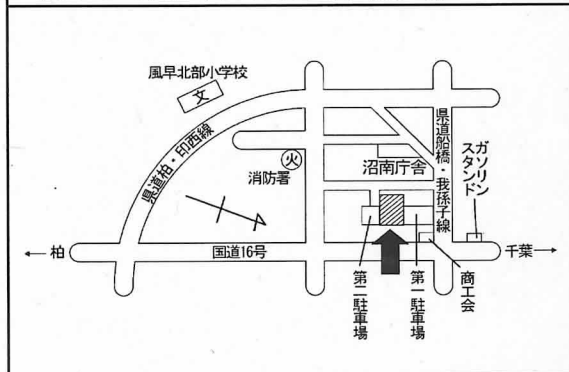 風早北部小学校
文
県道柏・印西線
火
消防署
沼南庁舎
県道船橋・我孫子線
ガソリン
スタンド
←柏
国道16号
千葉→
第二駐車場
第一駐車場
商工会